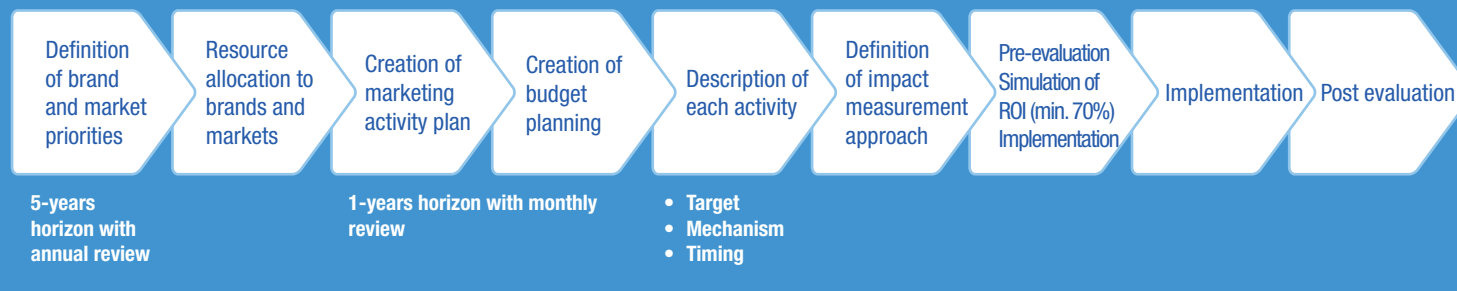 Definition
of brand
and market
priorities
Resource
allocation to
brands and
markets
Creation of
marketing
activity plan
Creation of
budget
planning
Description of
each activity
Definition
of impact
measurement
approach
Pre-evaluation
Simulation of
ROI (min. 70%)
Implementation
Implementation
Post evaluation
5-years
horizon with
annual review
1-years horizon with monthly
review
• Target
• Mechanism
• Timing